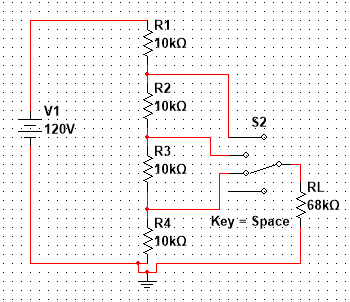 R1
10kΩ
R2
10kΩ
S2
V1
120V
R3
10kΩ
RL
68kΩ
R4
10kΩ
Key = Space